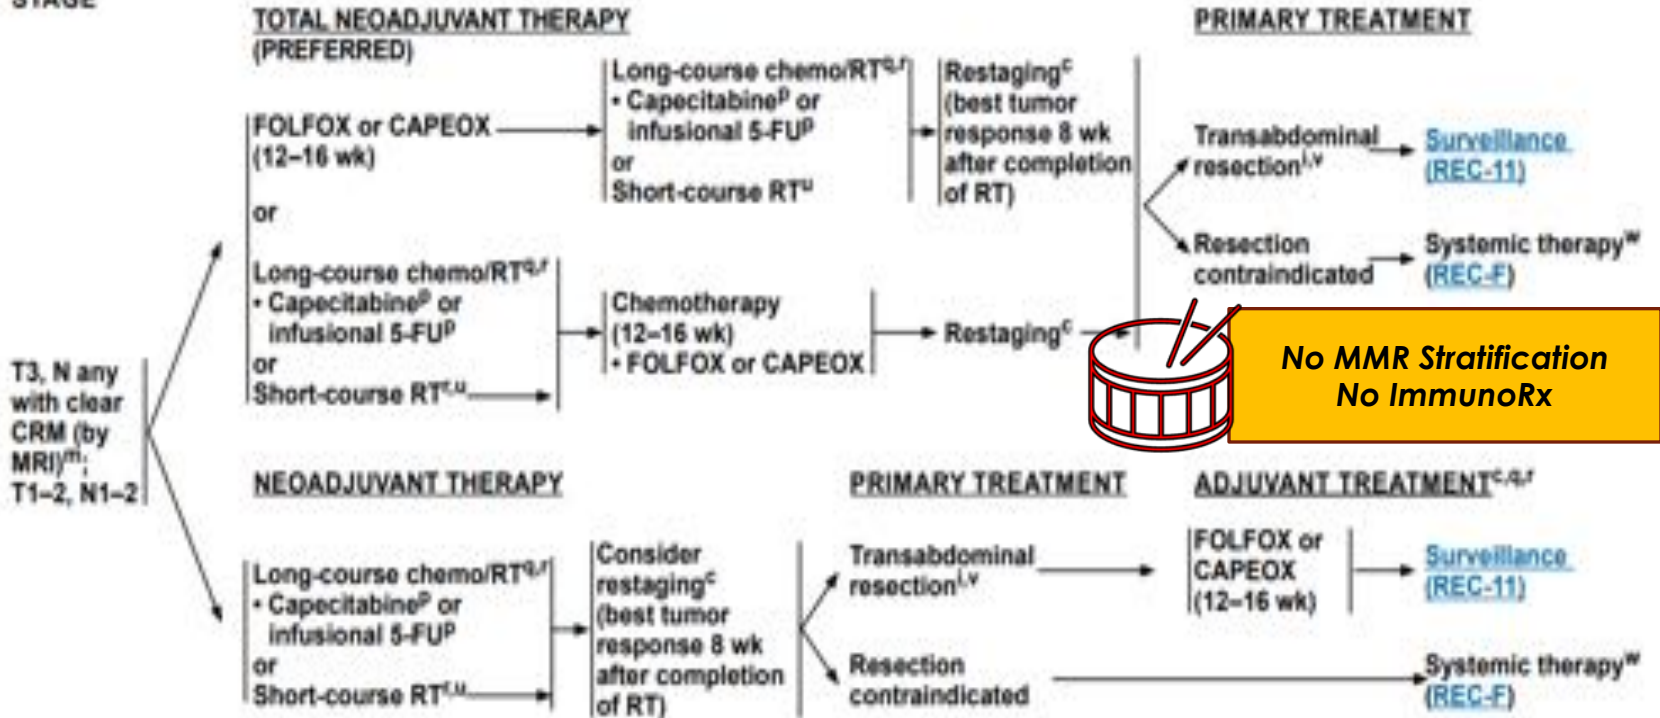 STAGE
TOTAL NEOADJUVANT THERAPY
(PREFERRED)
PRIMARY TREATMENT
FOLFOX or CAPEOX
(12–16 wk)
or
Long-course chemo/RTq,r
• Capecitabinep or
infusional 5-FUp
or
Short-course RTu
Restagingc
(best tumor
response 8 wk
after completion
of RT)
Transabdominal
resectioni,v
Surveillance
(REC-11)
Resection
contraindicated
Systemic therapyw
(REC-F)
Long-course chemo/RTq,r
• Capecitabinep or
infusional 5-FUp
or
Short-course RTr,u
Chemotherapy
(12–16 wk)
• FOLFOX or CAPEOX
Restagingc
No MMR Stratification
No ImmunoRx
T3, N any
with clear
CRM (by
MRI)m;
T1–2, N1–2
NEOADJUVANT THERAPY
PRIMARY TREATMENT
ADJUVANT TREATMENTc,q,r
Long-course chemo/RTq,r
• Capecitabinep or
infusional 5-FUp
or
Short-course RTr,u
Consider
restagingc
(best tumor
response 8 wk
after completion
of RT)
Transabdominal
resectioni,v
FOLFOX or
CAPEOX
(12–16 wk)
Surveillance
(REC-11)
Resection
contraindicated
Systemic therapyw
(REC-F)